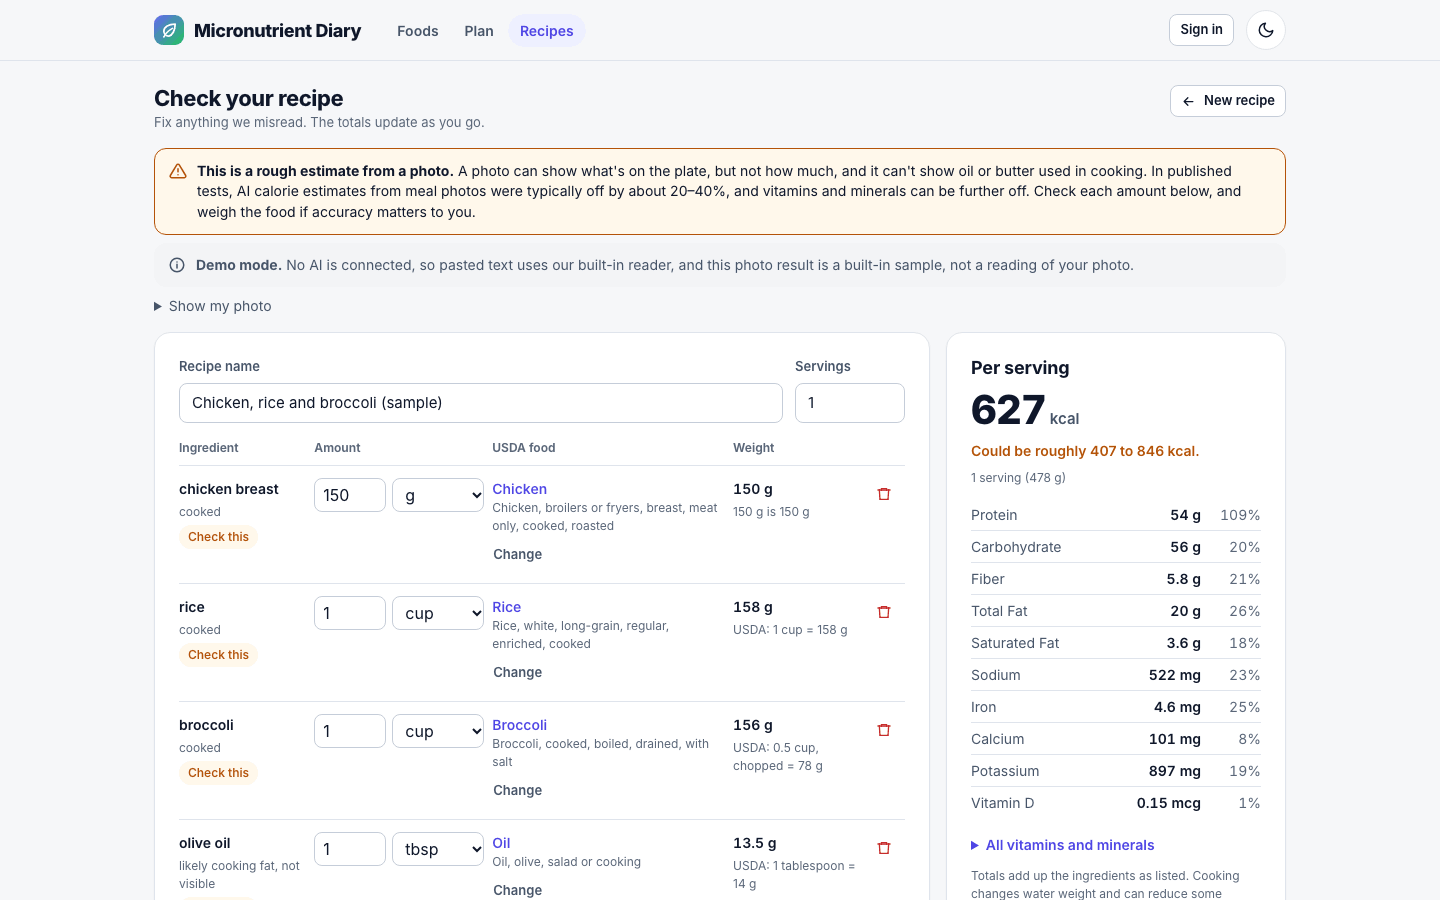 Micronutrient Diary
Foods
Plan
Recipes
Sign in
Check your recipe
Fix anything we misread. The totals update as you go.
New recipe
This is a rough estimate from a photo. A photo can show what's on the plate, but not how much, and it can't show oil or butter used in cooking. In published
tests, AI calorie estimates from meal photos were typically off by about 20–40%, and vitamins and minerals can be further off. Check each amount below, and
weigh the food if accuracy matters to you.
Demo mode. No AI is connected, so pasted text uses our built-in reader, and this photo result is a built-in sample, not a reading of your photo.
Show my photo
Recipe name
Servings
Chicken, rice and broccoli (sample)
1
Ingredient
Amount
USDA food
Weight
chicken breast
cooked
Check this
150
g
Chicken
Chicken, broilers or fryers, breast, meat
only, cooked, roasted
Change
150 g
150 g is 150 g
rice
cooked
Check this
1
cup
Rice
Rice, white, long-grain, regular,
enriched, cooked
Change
158 g
USDA: 1 cup = 158 g
broccoli
cooked
Check this
1
cup
Broccoli
Broccoli, cooked, boiled, drained, with
salt
Change
156 g
USDA: 0.5 cup,
chopped = 78 g
olive oil
likely cooking fat, not
visible
1
tbsp
Oil
Oil, olive, salad or cooking
Change
13.5 g
USDA: 1 tablespoon =
14 g
Per serving
627 kcal
Could be roughly 407 to 846 kcal.
1 serving (478 g)
Protein 54 g 109%
Carbohydrate 56 g 20%
Fiber 5.8 g 21%
Total Fat 20 g 26%
Saturated Fat 3.6 g 18%
Sodium 522 mg 23%
Iron 4.6 mg 25%
Calcium 101 mg 8%
Potassium 897 mg 19%
Vitamin D 0.15 mcg 1%
All vitamins and minerals
Totals add up the ingredients as listed. Cooking
changes water weight and can reduce some